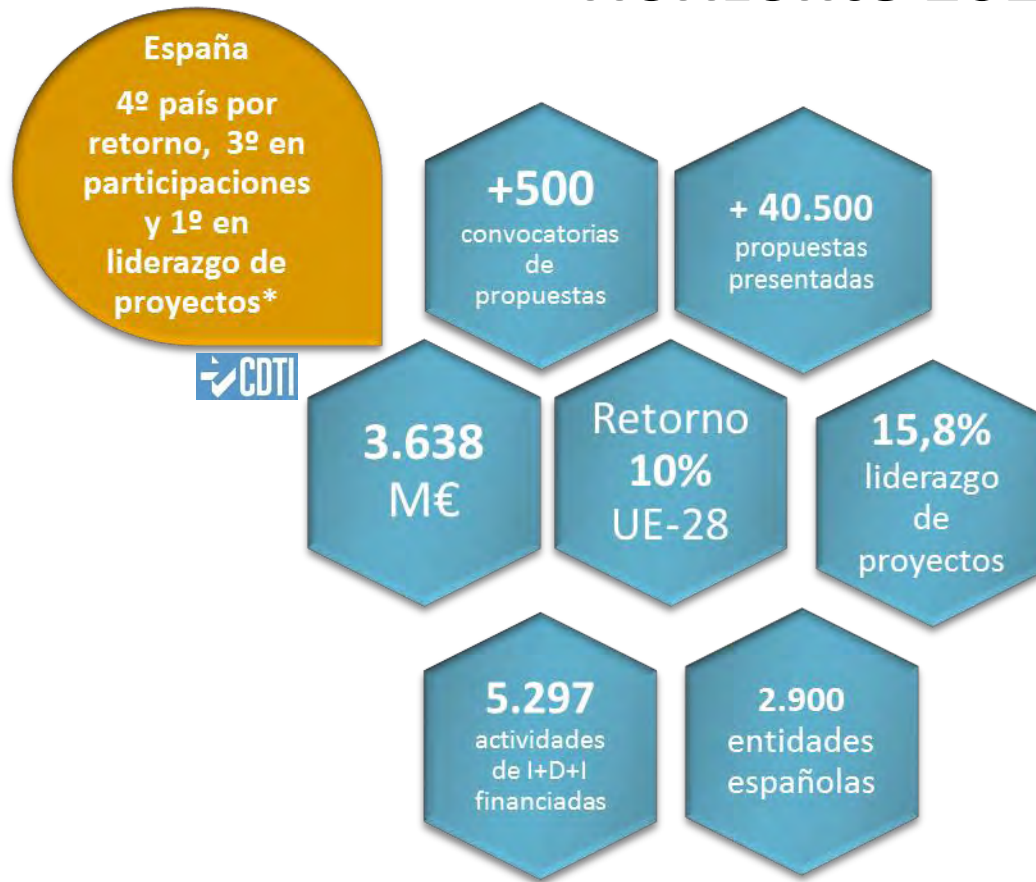 España
4º país por
retorno, 3º en
participaciones
y 1º en
liderazgo de
proyectos*
CDTI
+500
convocatorias
de
propuestas
+ 40.500
propuestas
presentadas
3.638
M€
Retorno
10%
UE-28
15,8%
liderazgo
de
proyectos
5.297
actividades
de I+D+I
financiadas
2.900
entidades
españolas